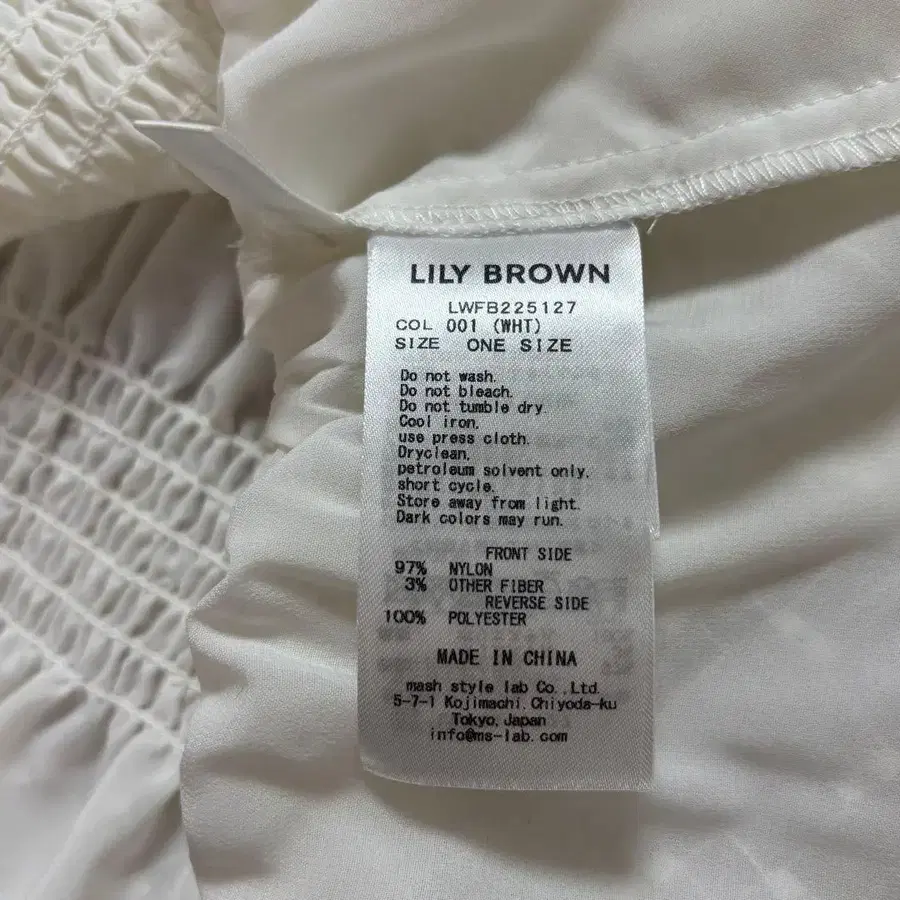 LILY BROWN
LWFB225127
COL 001 (WHT)
SIZE ONE SIZE
Do not wash.
Do not bleach.
Do not tumble dry.
Cool iron.
use press cloth.
Dryclean,
petroleum solvent only.
short cycle.
Store away from light.
Dark colors may run.
FRONT SIDE
97% NYLON
3% OTHER FIBER
REVERSE SIDE
100% POLYESTER
MADE IN CHINA
mash style lab Co.,Ltd.
5-7-1 Kojimachi,Chiyoda-ku
Tokyo,Japan
info@ms-lab.com